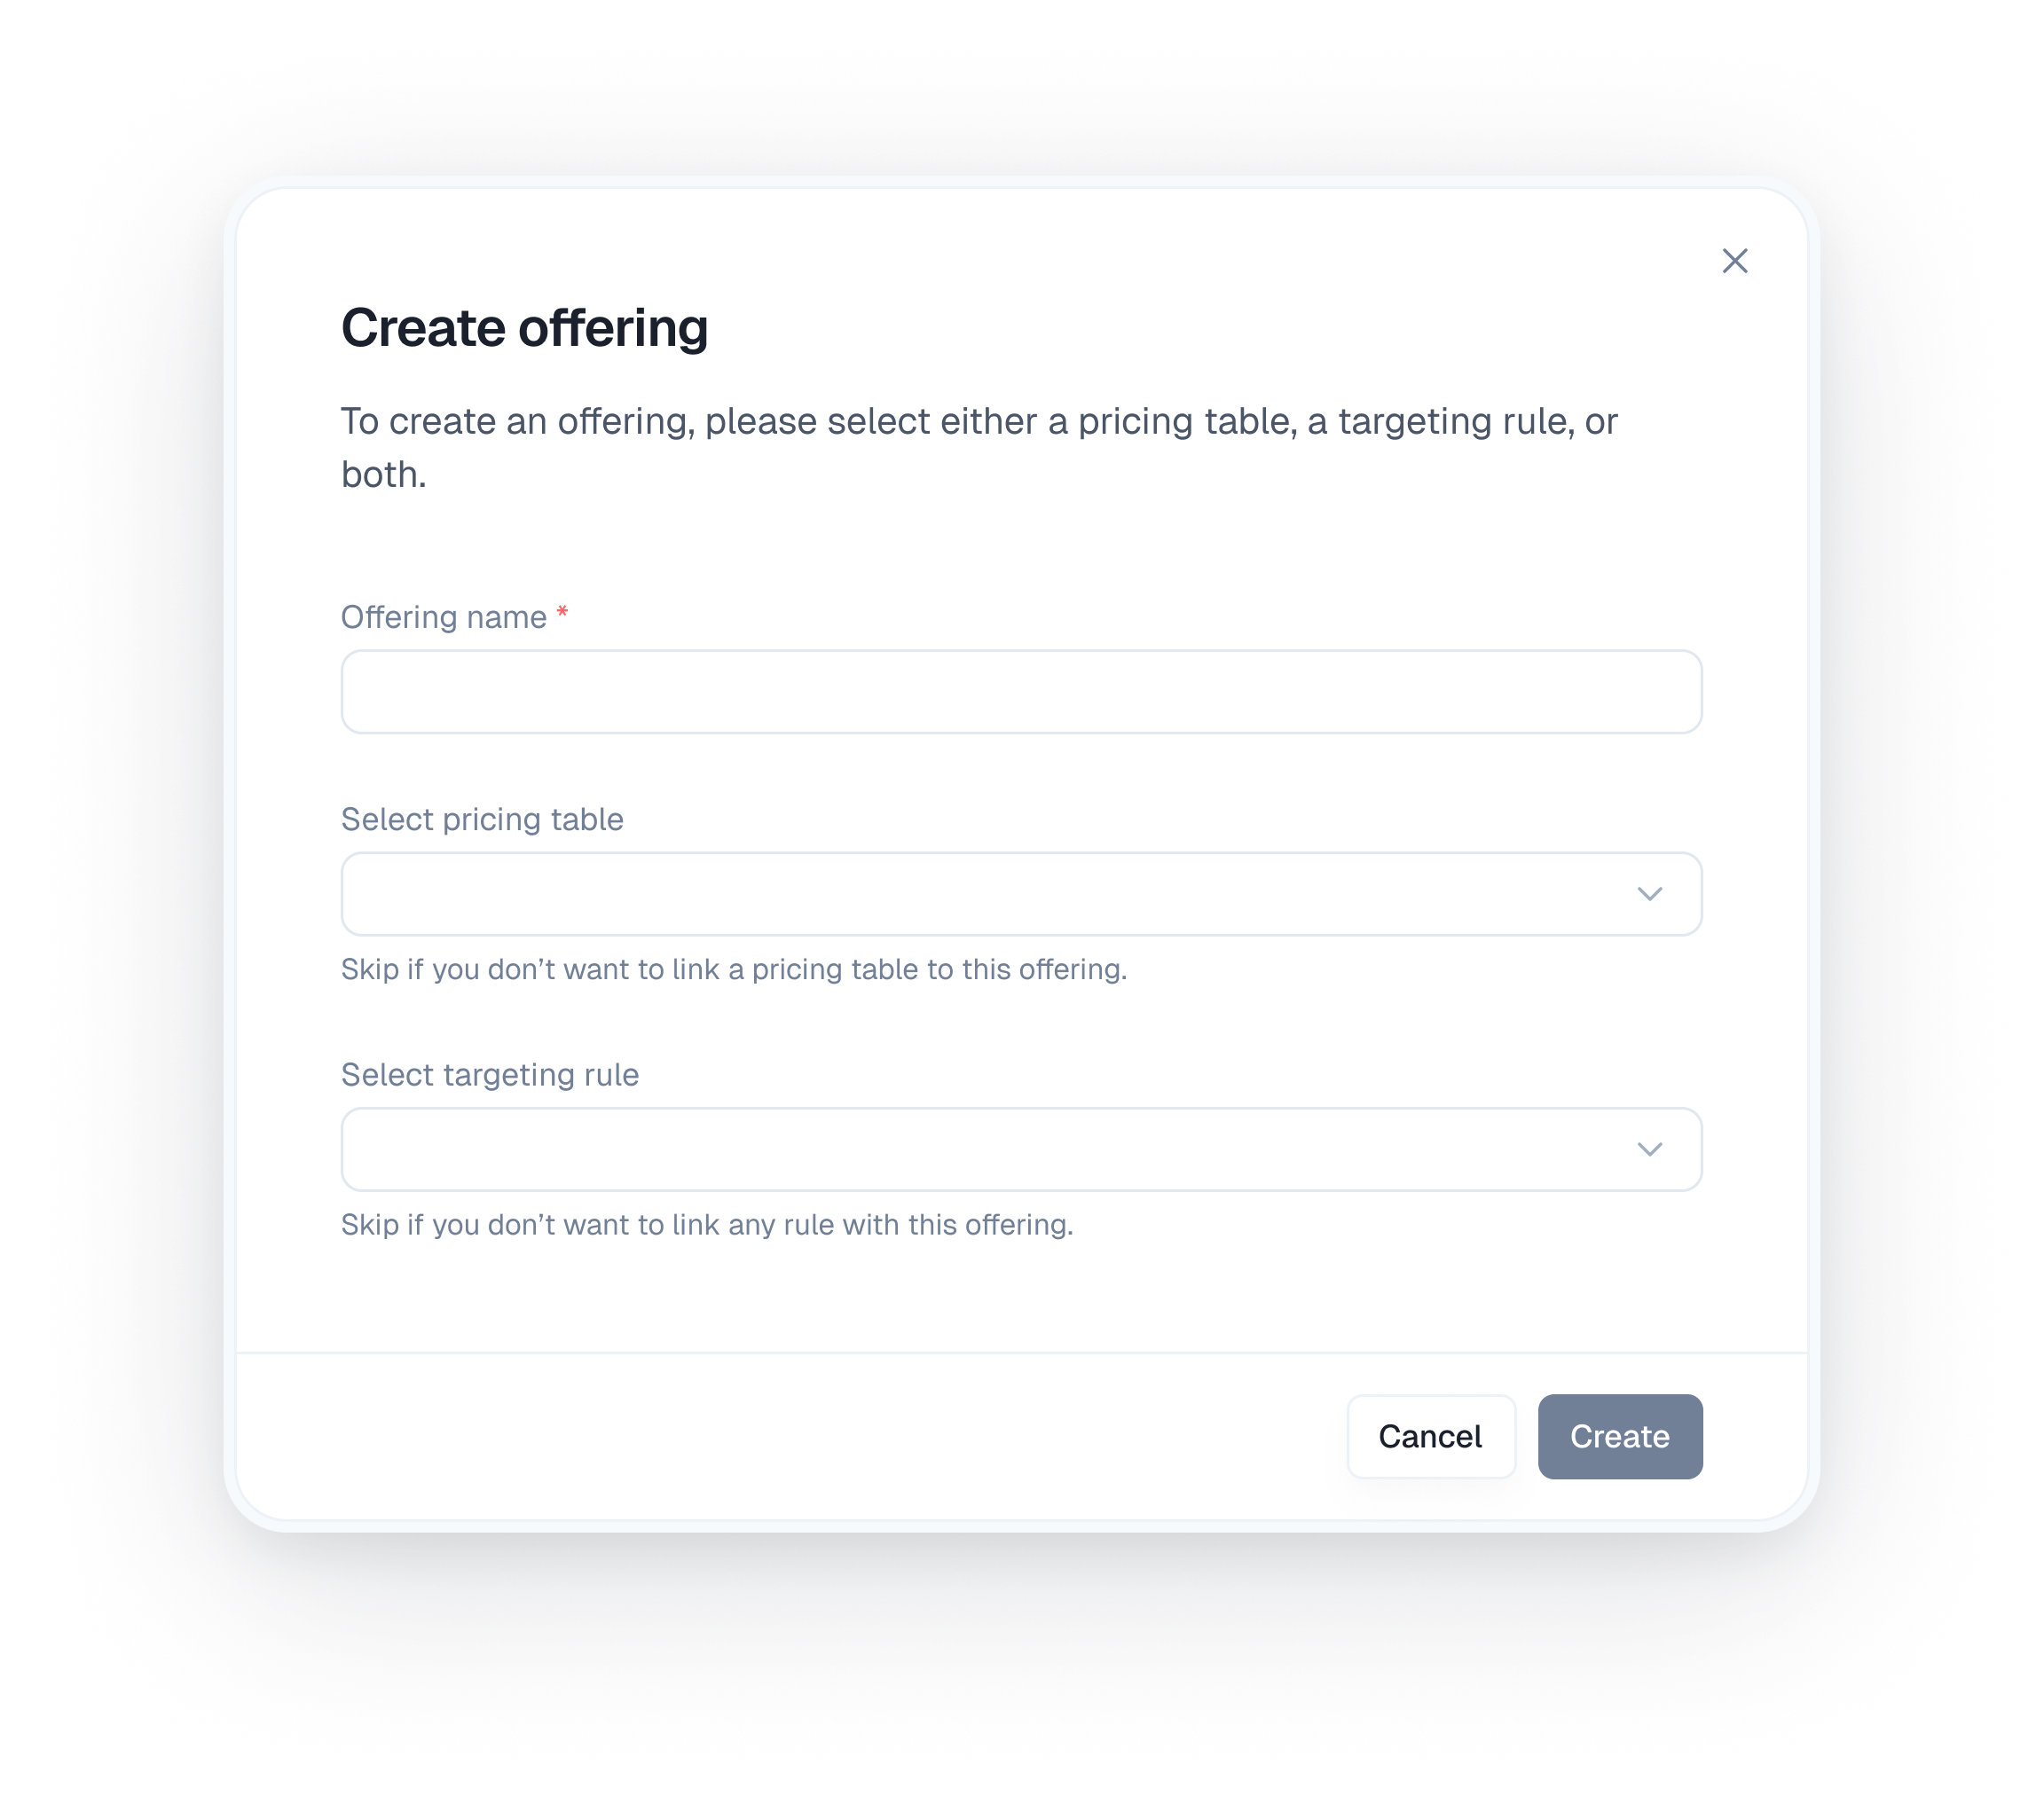 Create offering
To create an offering, please select either a pricing table, a targeting rule, or
both.
Offering name *
Select pricing table
Skip if you don’t want to link a pricing table to this offering.
Select targeting rule
Skip if you don’t want to link any rule with this offering.
Cancel
Create